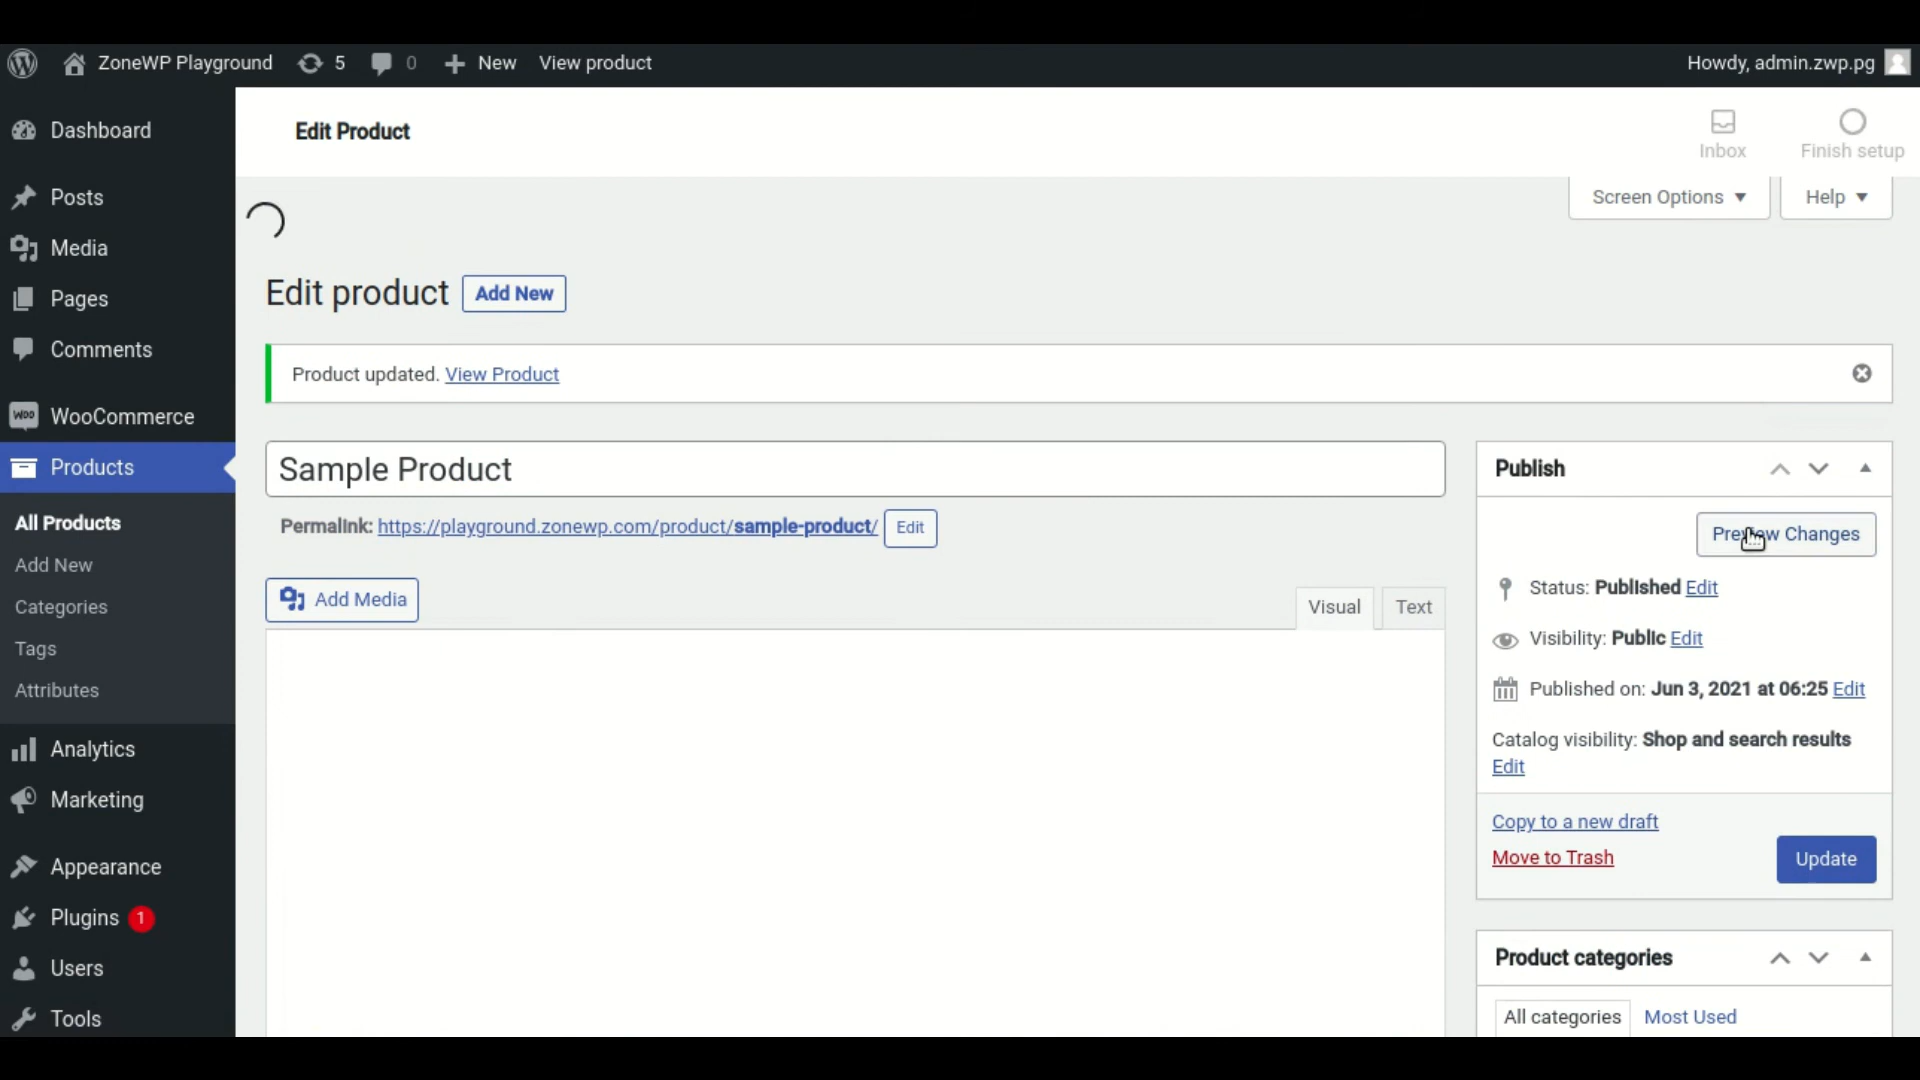 ZoneWP Playground 5 0 New View product Howdy, admin.zwp.pg
Dashboard
Posts
Media
Pages
Comments
WOO WooCommerce
Products
All Products
Add New
Categories
Tags
Attributes
Analytics
Marketing
Appearance
Plugins 1
Users
Tools
Edit Product
Inbox
Finish setup
Screen Options
Help
Edit product Add New
Product updated. View Product
Sample Product
Permalink: https://playground.zonewp.com/product/sample-product/ Edit
Add Media
Visual Text
Publish
Preview Changes
Status: Published Edit
Visibility: Public Edit
Published on: Jun 3, 2021 at 06:25 Edit
Catalog visibility: Shop and search results
Edit
Copy to a new draft
Move to Trash
Update
Product categories
All categories Most Used